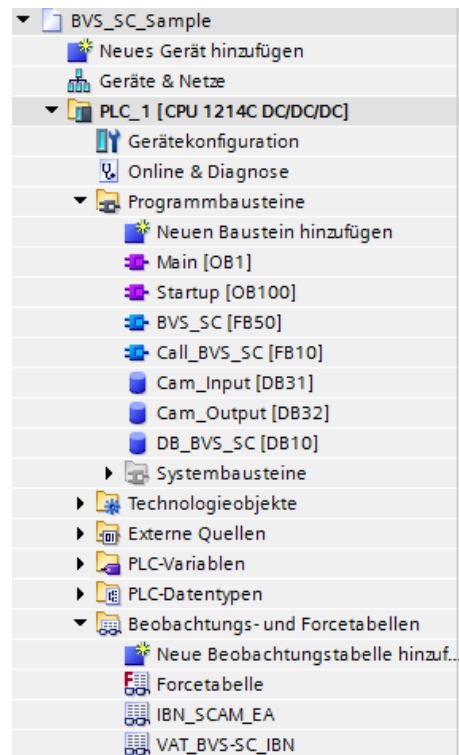 BVS_SC_Sample
Neues Gerät hinzufügen
Geräte & Netze
PLC_1 [CPU 1214C DC/DC/DC]
Gerätekonfiguration
Online & Diagnose
Programmbausteine
Neuen Baustein hinzufügen
Main [OB1]
Startup [OB100]
BVS_SC [FB50]
Call_BVS_SC [FB10]
Cam_Input [DB31]
Cam_Output [DB32]
DB_BVS_SC [DB10]
Systembausteine
Technologieobjekte
Externe Quellen
PLC-Variablen
PLC-Datentypen
Beobachtungs- und Forcetabellen
Neue Beobachtungstabelle hinzuf...
Forcetabelle
IBN_SCAM_EA
VAT_BVS-SC_IBN